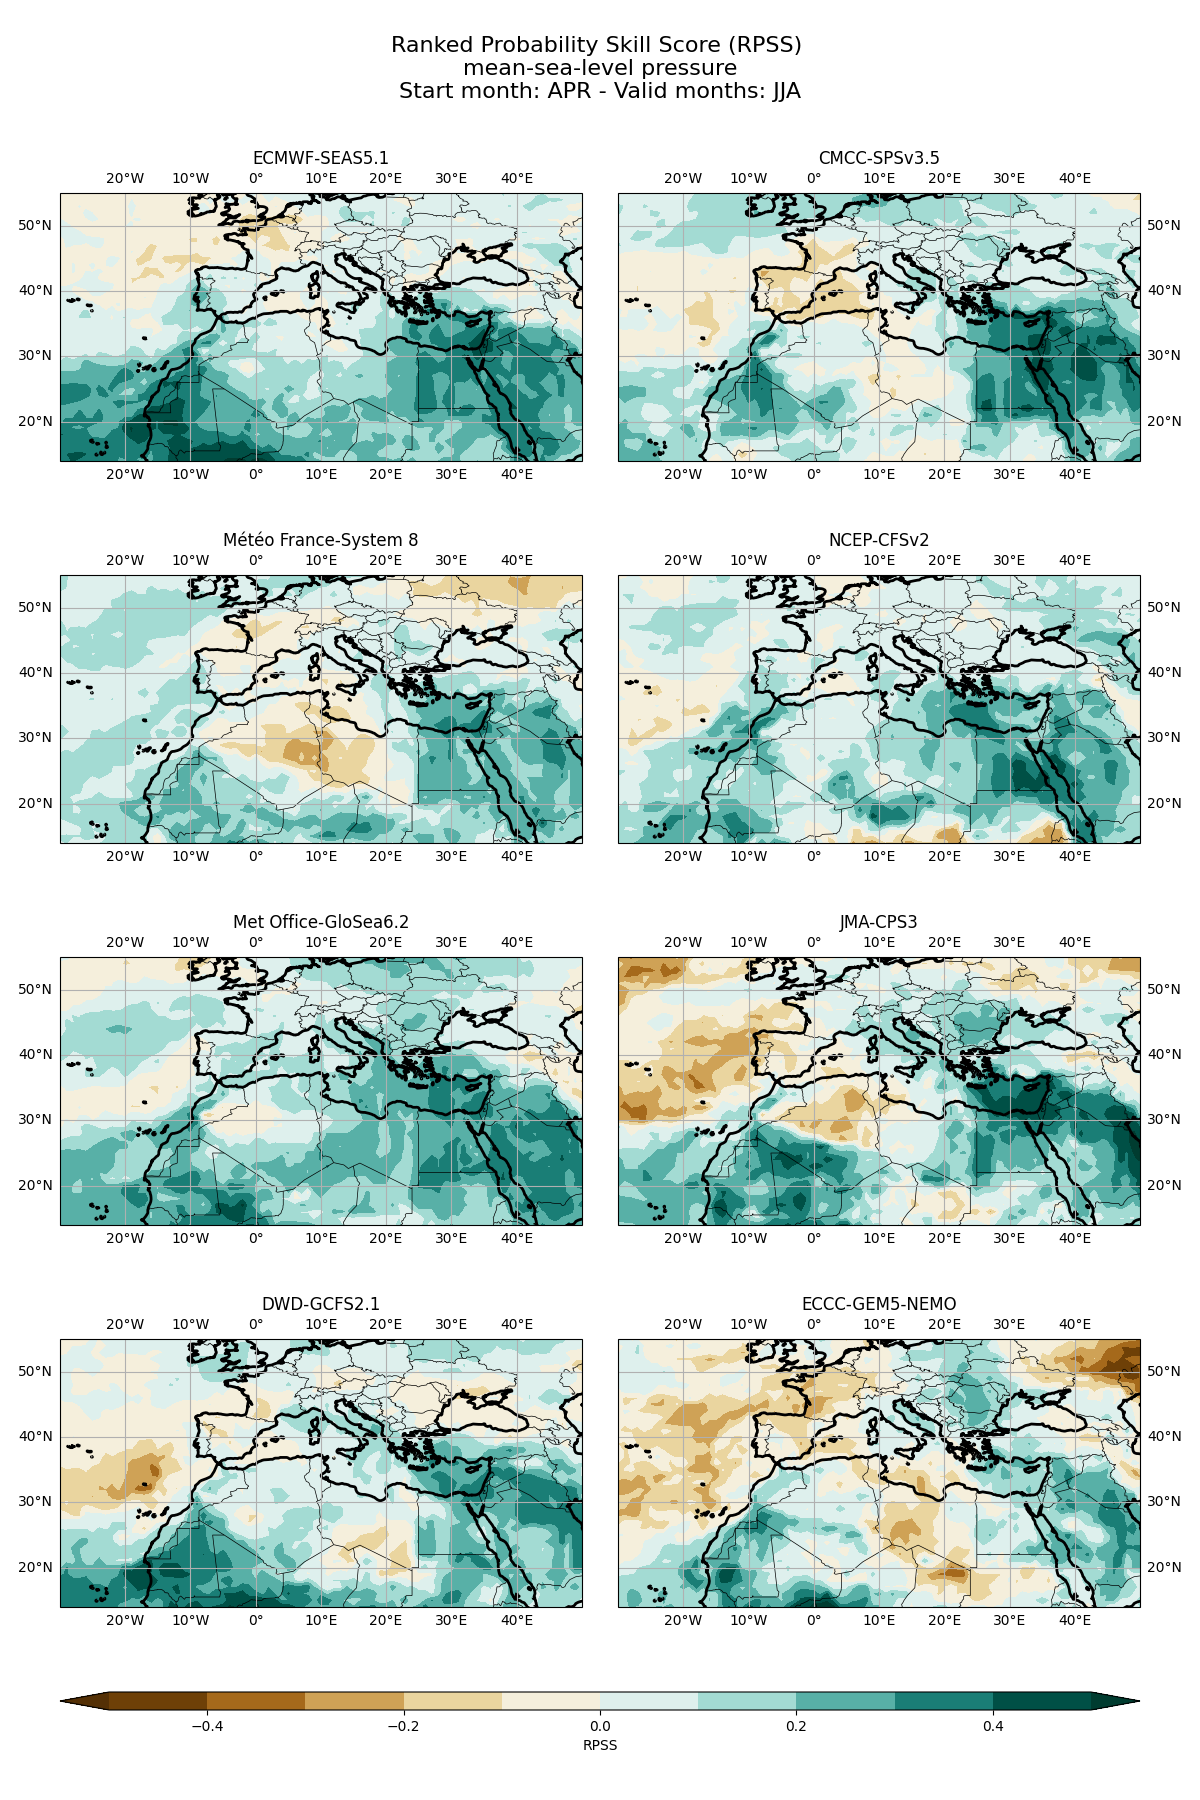 Ranked Probability Skill Score (RPSS)
mean-sea-level pressure
Start month: APR - Valid months: JJA
ECMWF-SEAS5.1
20°W 10°W 0° 10°E 20°E 30°E 40°E
50°N
40°N
30°N
20°N
20°W 10°W 0° 10°E 20°E 30°E 40°E
CMCC-SPSv3.5
20°W 10°W 0° 10°E 20°E 30°E 40°E
50°N
40°N
30°N
20°N
20°W 10°W 0° 10°E 20°E 30°E 40°E
Météo France-System 8
20°W 10°W 0° 10°E 20°E 30°E 40°E
50°N
40°N
30°N
20°N
20°W 10°W 0° 10°E 20°E 30°E 40°E
NCEP-CFSv2
20°W 10°W 0° 10°E 20°E 30°E 40°E
50°N
40°N
30°N
20°N
20°W 10°W 0° 10°E 20°E 30°E 40°E
Met Office-GloSea6.2
20°W 10°W 0° 10°E 20°E 30°E 40°E
50°N
40°N
30°N
20°N
20°W 10°W 0° 10°E 20°E 30°E 40°E
JMA-CPS3
20°W 10°W 0° 10°E 20°E 30°E 40°E
50°N
40°N
30°N
20°N
20°W 10°W 0° 10°E 20°E 30°E 40°E
DWD-GCFS2.1
20°W 10°W 0° 10°E 20°E 30°E 40°E
50°N
40°N
30°N
20°N
20°W 10°W 0° 10°E 20°E 30°E 40°E
ECCC-GEM5-NEMO
20°W 10°W 0° 10°E 20°E 30°E 40°E
50°N
40°N
30°N
20°N
20°W 10°W 0° 10°E 20°E 30°E 40°E
−0.4 −0.2 0.0 0.2 0.4
RPSS